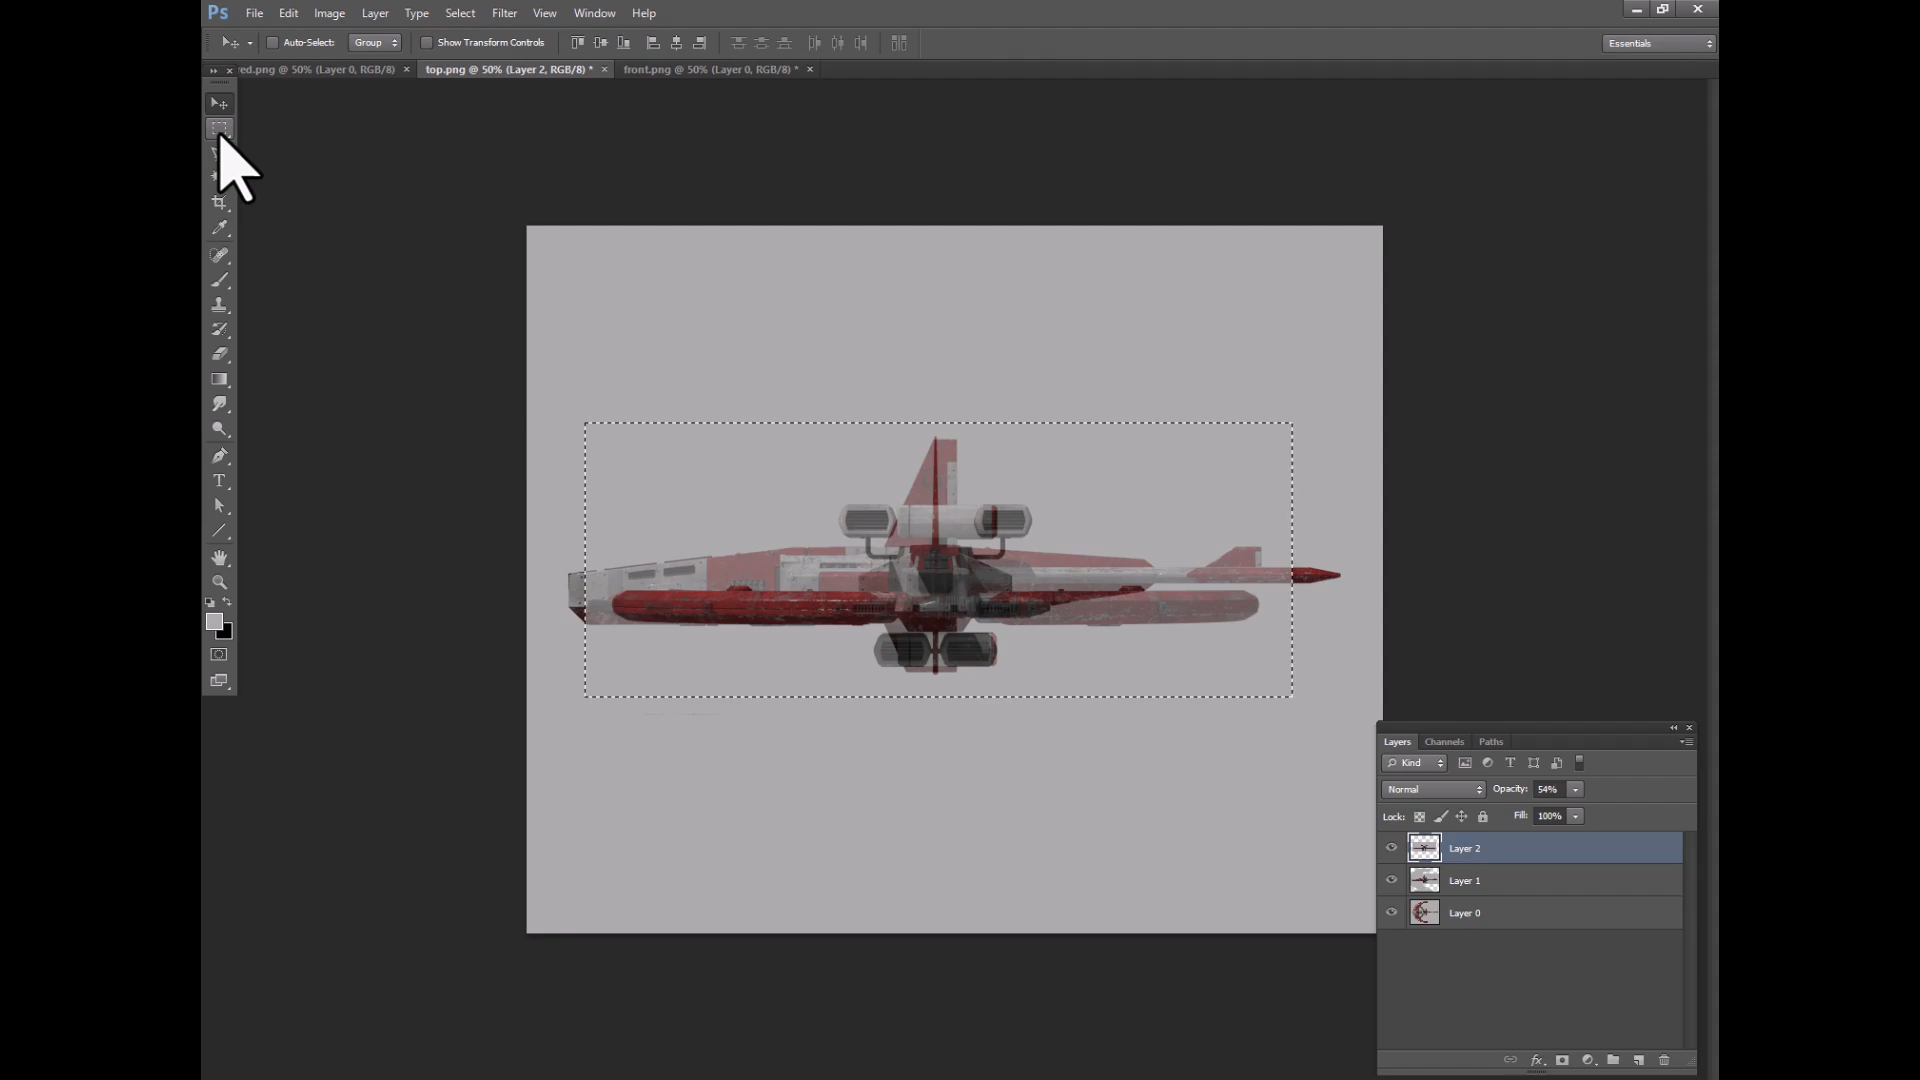 Ps File Edit Image Layer Type Select Filter View Window Help
Auto-Select: Group Show Transform Controls Essentials
red.png @ 50% (Layer 0, RGB/8) × top.png @ 50% (Layer 2, RGB/8) * × front.png @ 50% (Layer 0, RGB/8) * ×
T
Layers Channels Paths
Kind T
Normal Opacity: 54%
Lock: Fill: 100%
Layer 2
Layer 1
Layer 0
fx